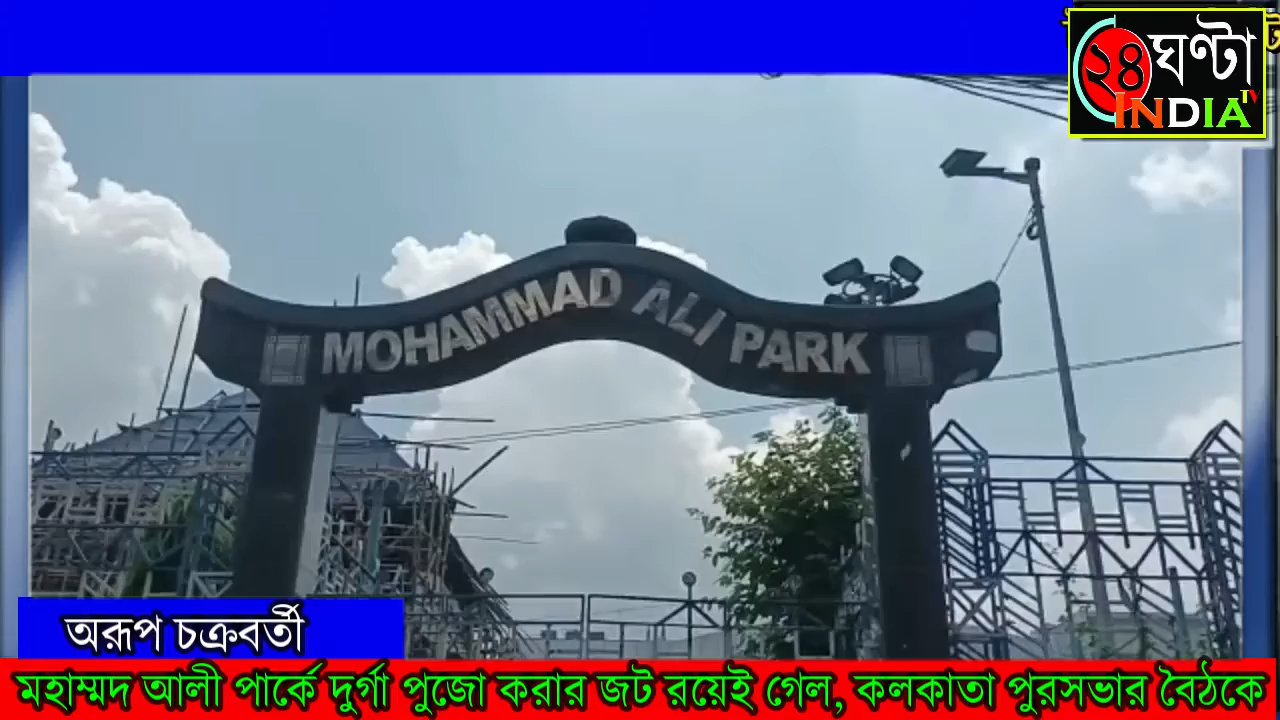 ২৪ ঘণ্টা
INDIA TV
MOHAMMAD ALI PARK
অরূপ চক্রবর্তী
মহাম্মদ আলী পার্কে দুর্গা পুজো করার জট রয়েই গেল, কলকাতা পুরসভার বৈঠকে